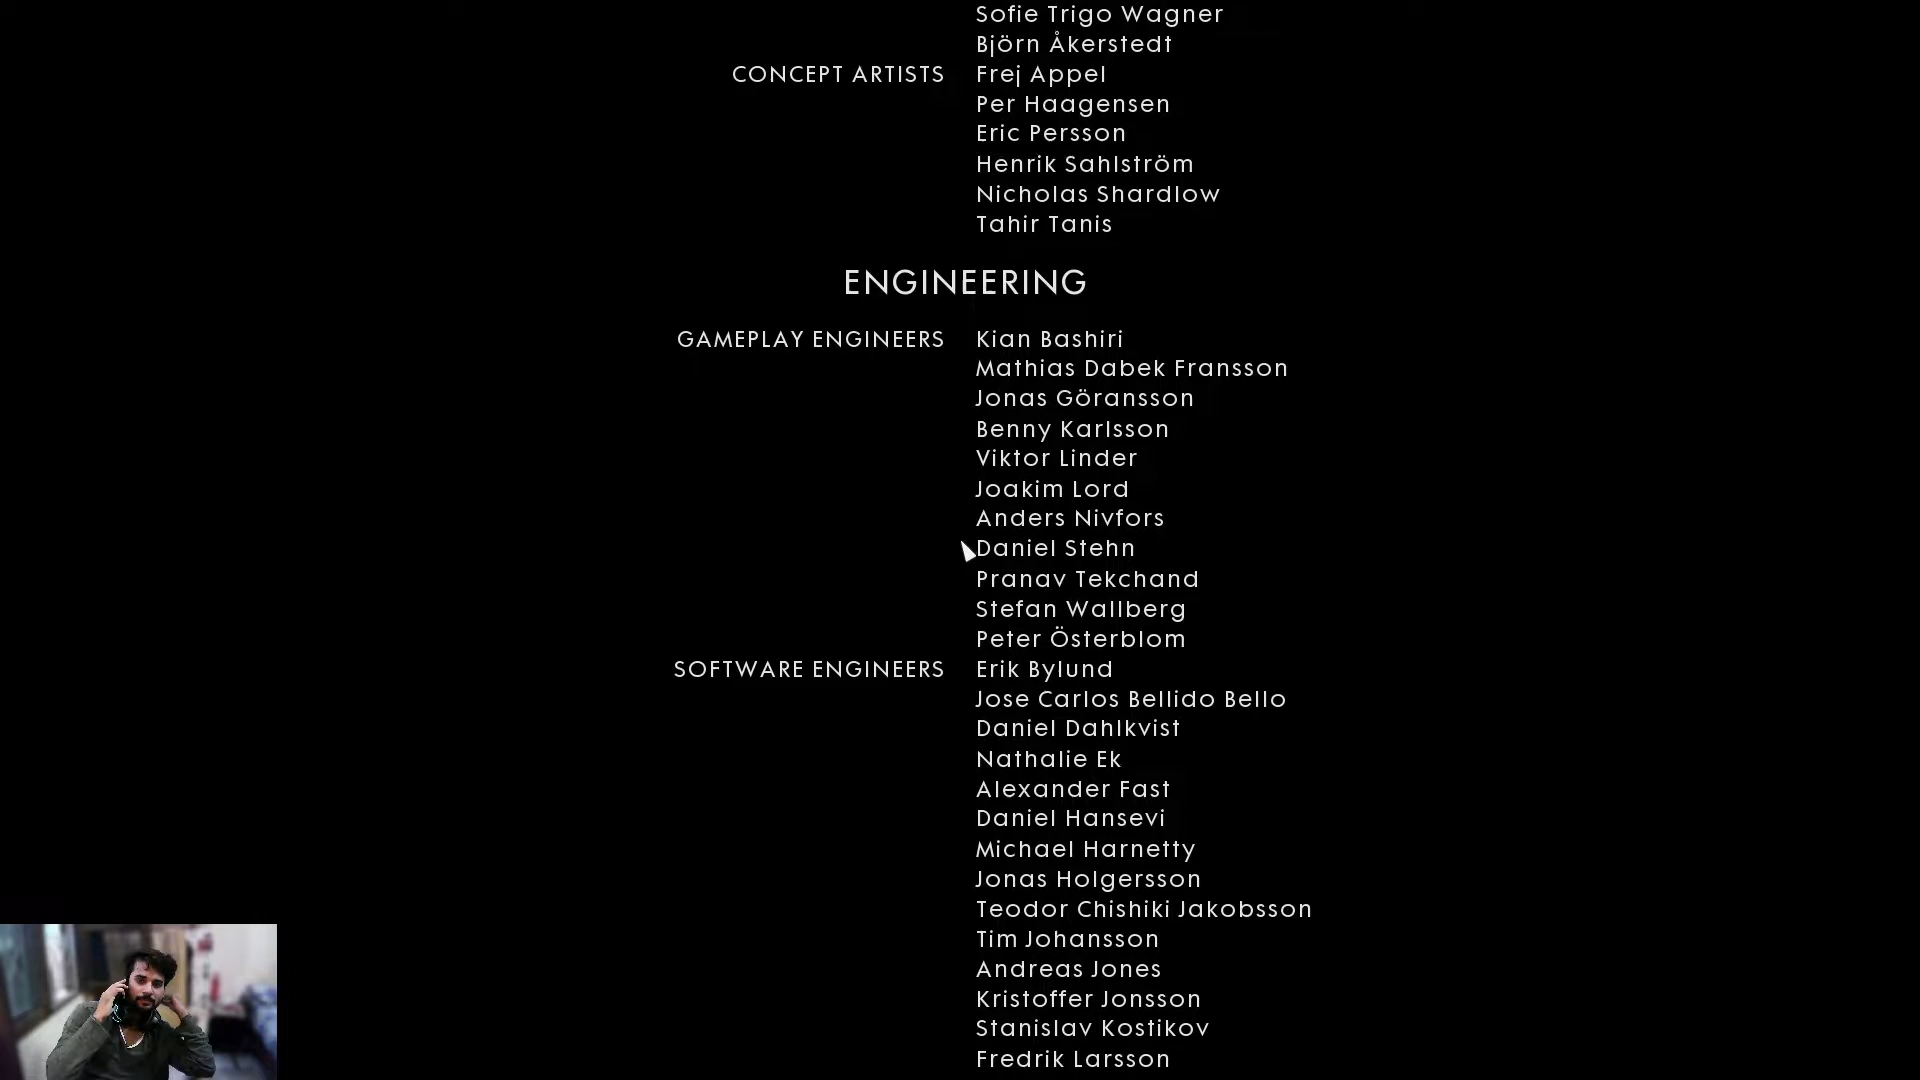 Sofie Trigo Wagner
Björn Åkerstedt
CONCEPT ARTISTS Frej Appel
Per Haagensen
Eric Persson
Henrik Sahlström
Nicholas Shardlow
Tahir Tanis
ENGINEERING
GAMEPLAY ENGINEERS Kian Bashiri
Mathias Dabek Fransson
Jonas Göransson
Benny Karlsson
Viktor Linder
Joakim Lord
Anders Nivfors
Daniel Stehn
Pranav Tekchand
Stefan Wallberg
Peter Österblom
SOFTWARE ENGINEERS Erik Bylund
Jose Carlos Bellido Bello
Daniel Dahlkvist
Nathalie Ek
Alexander Fast
Daniel Hansevi
Michael Harnetty
Jonas Holgersson
Teodor Chishiki Jakobsson
Tim Johansson
Andreas Jones
Kristoffer Jonsson
Stanislav Kostikov
Fredrik Larsson